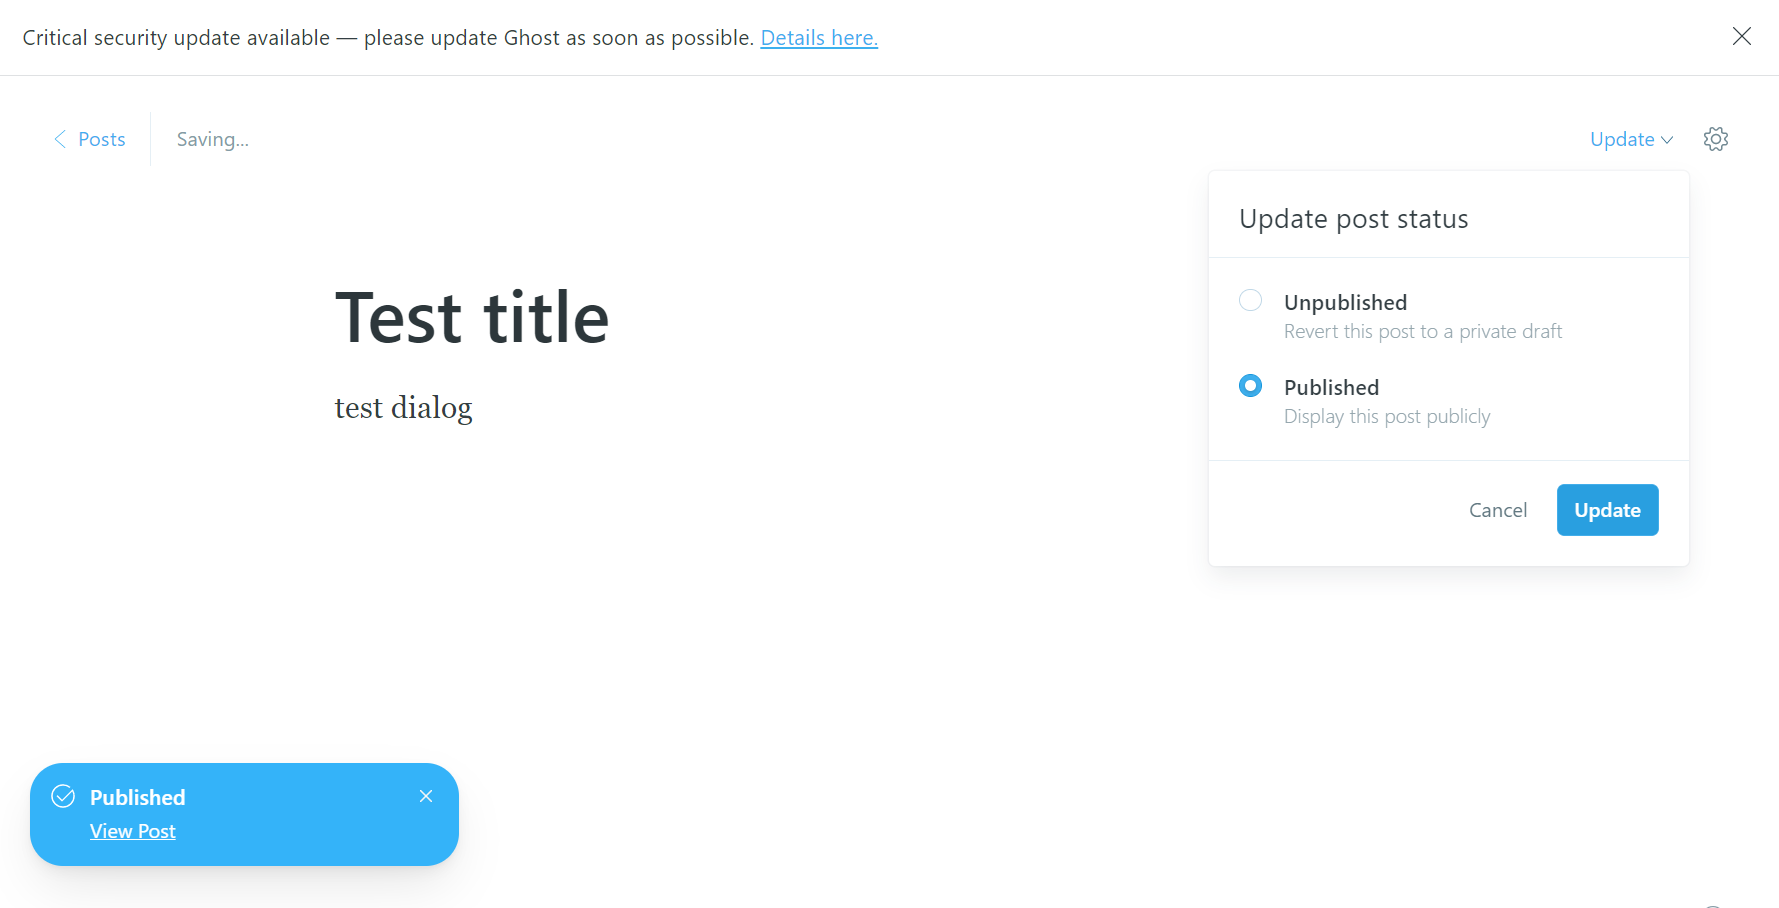 Critical security update available — please update Ghost as soon as possible. Details here.
Posts
Saving...
Update
Update post status
Unpublished
Revert this post to a private draft
Published
Display this post publicly
Cancel
Update
Test title
test dialog
Published
View Post